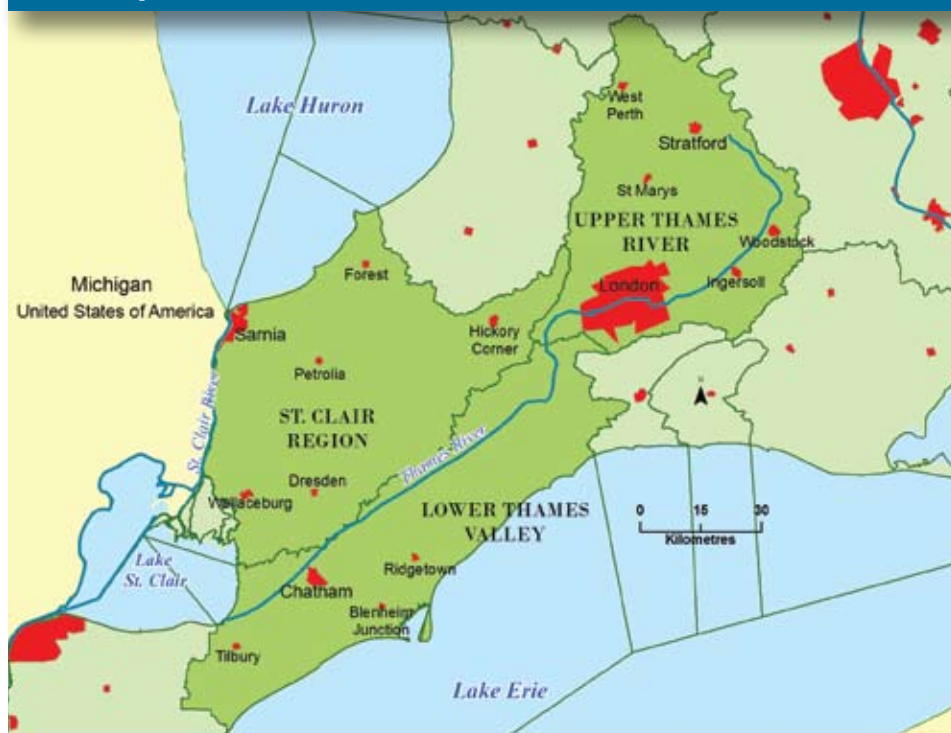 Lake Huron
West
Perth
Stratford
St Marys
UPPER THAMES
RIVER
Woodstock
Forest
London
Ingersoll
Michigan
United States of America
Sarnia
Hickory
Corner
Petrolia
St. Clair River
ST. CLAIR
REGION
Thames River
Dresden
Wallaceburg
LOWER THAMES
VALLEY
0 15 30
Kilometres
Lake
St. Clair
Ridgetown
Chatham
Blenheim
Junction
Tilbury
Lake Erie